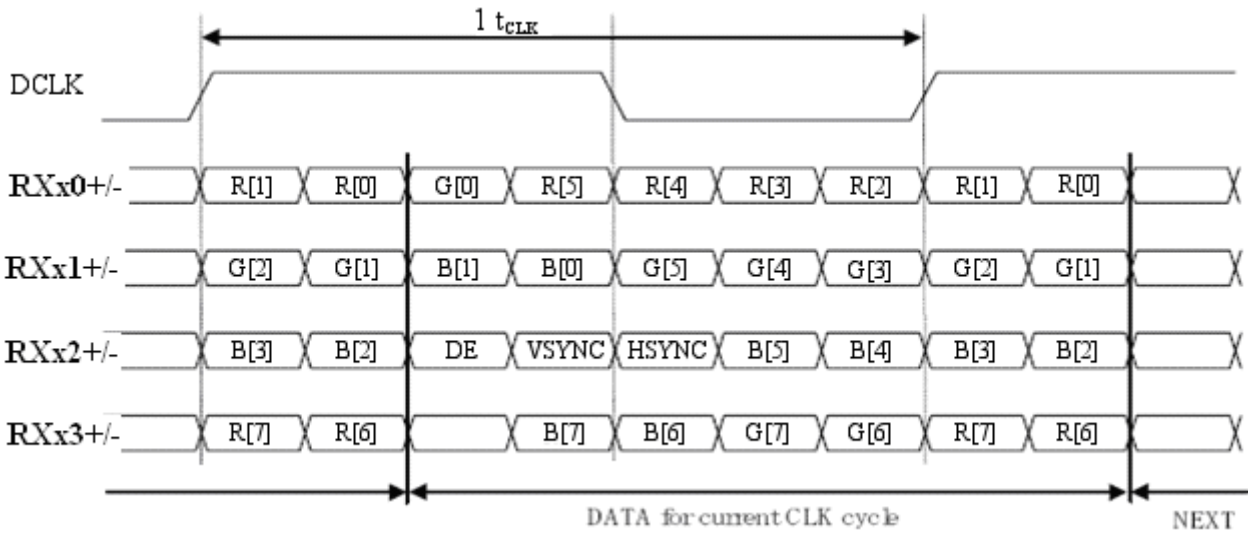 1 tCLK
DCLK
RXx0+/- R[1] R[0] G[0] R[5] R[4] R[3] R[2] R[1] R[0]
RXx1+/- G[2] G[1] B[1] B[0] G[5] G[4] G[3] G[2] G[1]
RXx2+/- B[3] B[2] DE VSYNC HSYNC B[5] B[4] B[3] B[2]
RXx3+/- R[7] R[6] B[7] B[6] G[7] G[6] R[7] R[6]
DATA for current CLK cycle NEXT